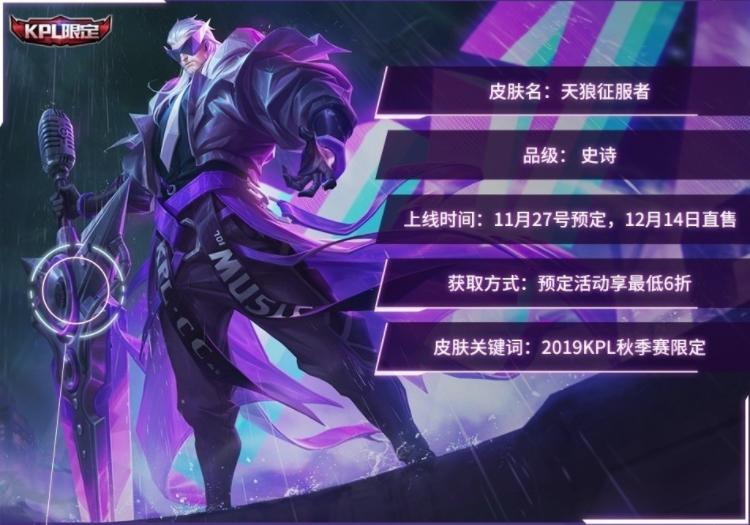 KPL限定
皮肤名：天狼征服者
品级： 史诗
上线时间：11月27号预定，12月14日直售
获取方式：预定活动享最低6折
皮肤关键词：2019KPL秋季赛限定
MUSIC